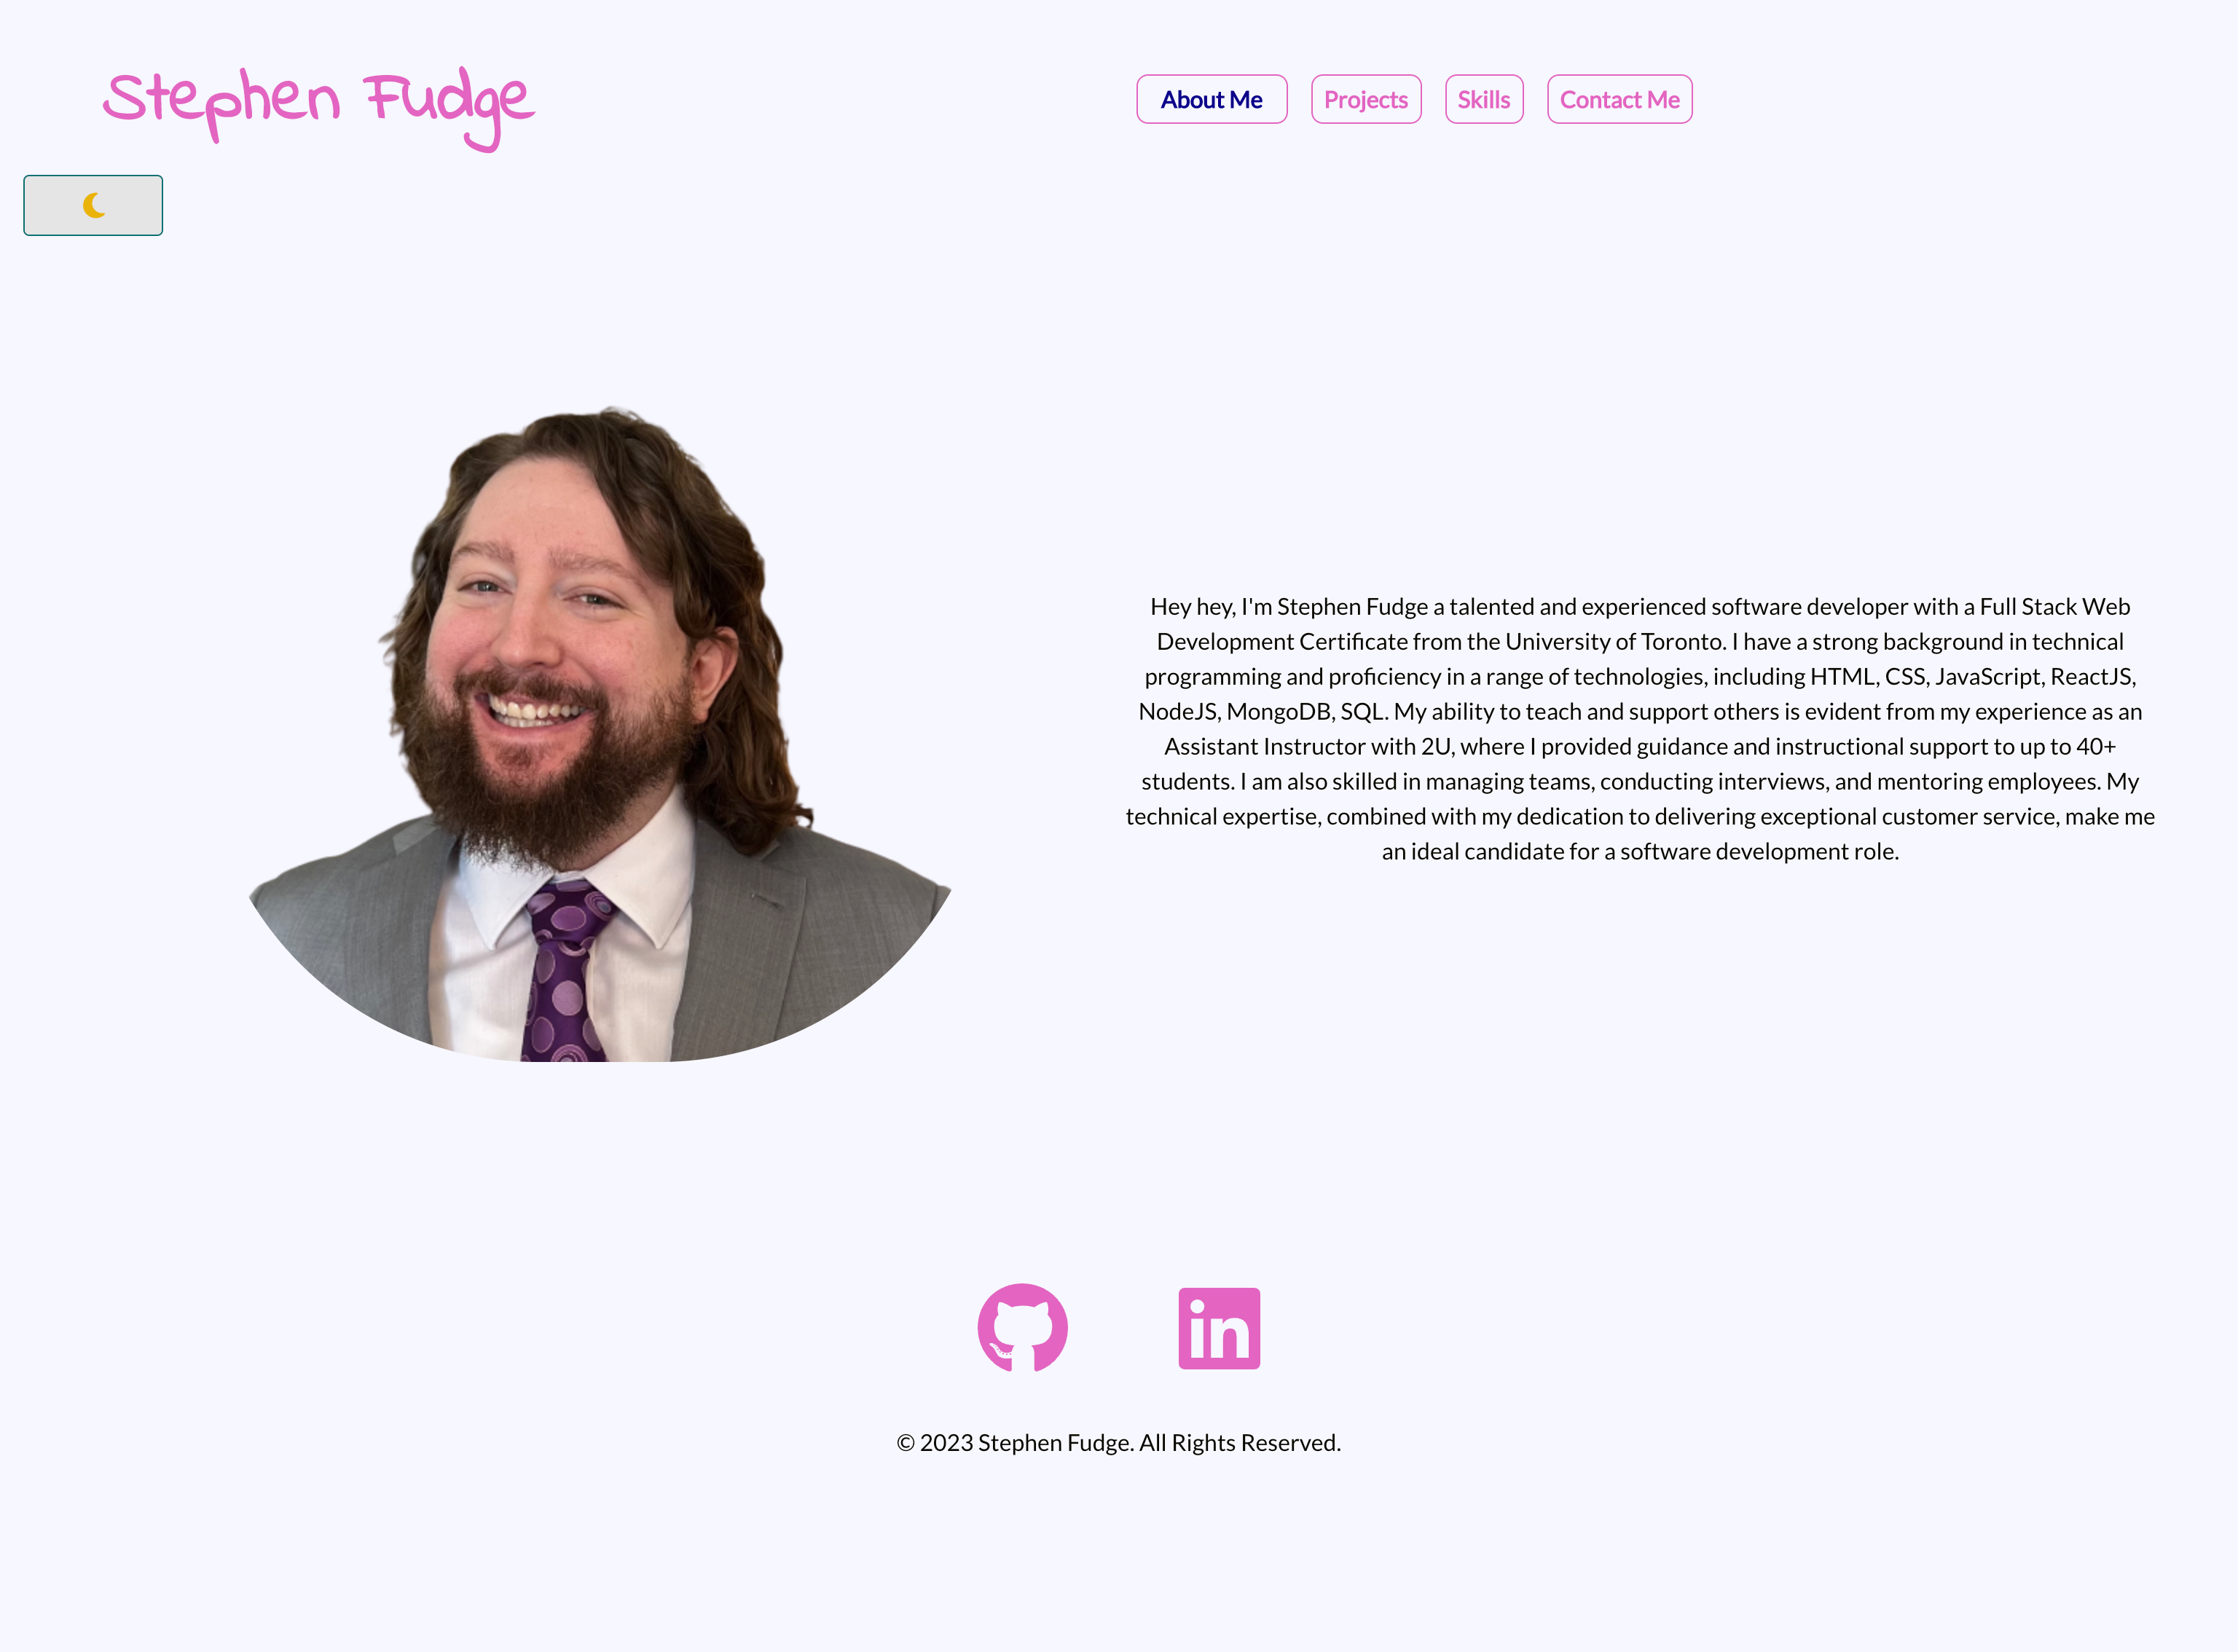 Stephen Fudge
About Me
Projects
Skills
Contact Me
Hey hey, I'm Stephen Fudge a talented and experienced software developer with a Full Stack Web
Development Certificate from the University of Toronto. I have a strong background in technical
programming and proficiency in a range of technologies, including HTML, CSS, JavaScript, ReactJS,
NodeJS, MongoDB, SQL. My ability to teach and support others is evident from my experience as an
Assistant Instructor with 2U, where I provided guidance and instructional support to up to 40+
students. I am also skilled in managing teams, conducting interviews, and mentoring employees. My
technical expertise, combined with my dedication to delivering exceptional customer service, make me
an ideal candidate for a software development role.
in
© 2023 Stephen Fudge. All Rights Reserved.